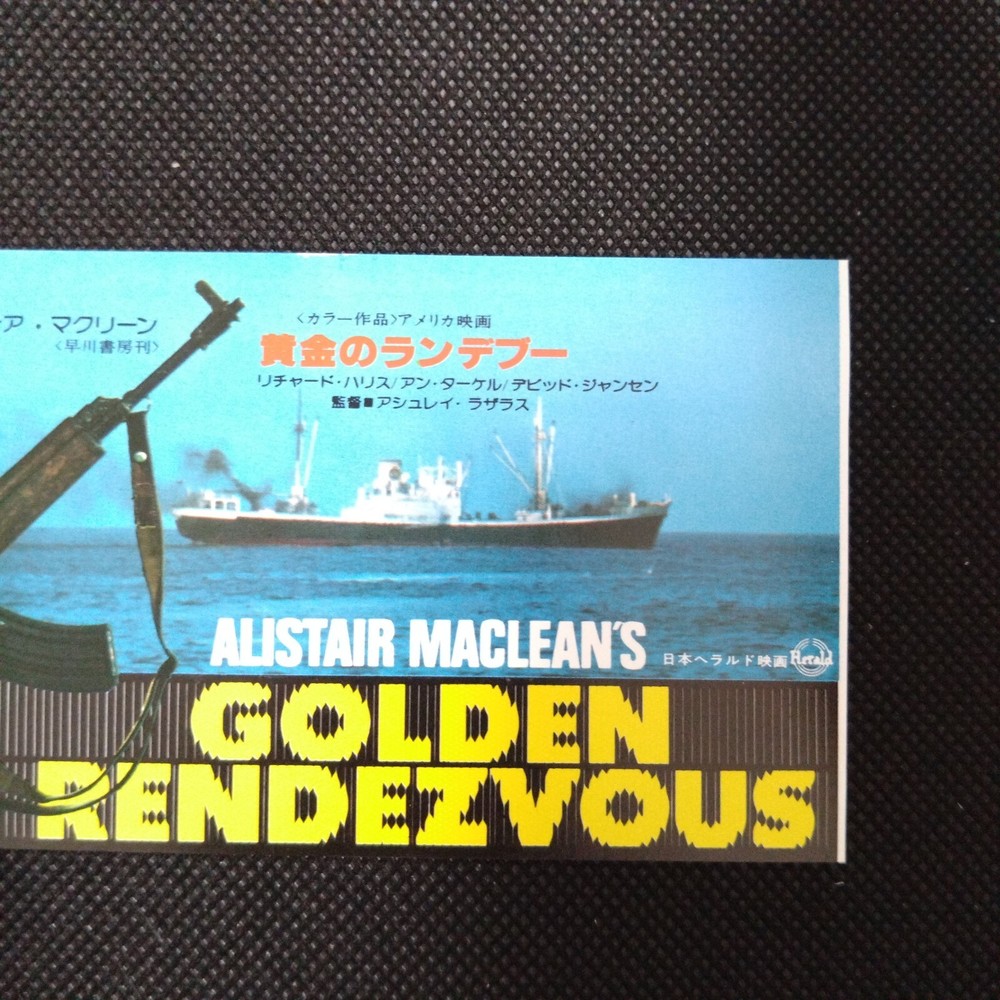 ア・マクリーン
〈早川書房刊〉
〈カラー作品〉アメリカ映画
黄金のランデブー
リチャード・ハリス/アン・ターケル/デビッド・ジャンセン
監督■アシュレイ・ラザラス
ALISTAIR MACLEAN'S
日本ヘラルド映画 Herald
GOLDEN
RENDEZVOUS